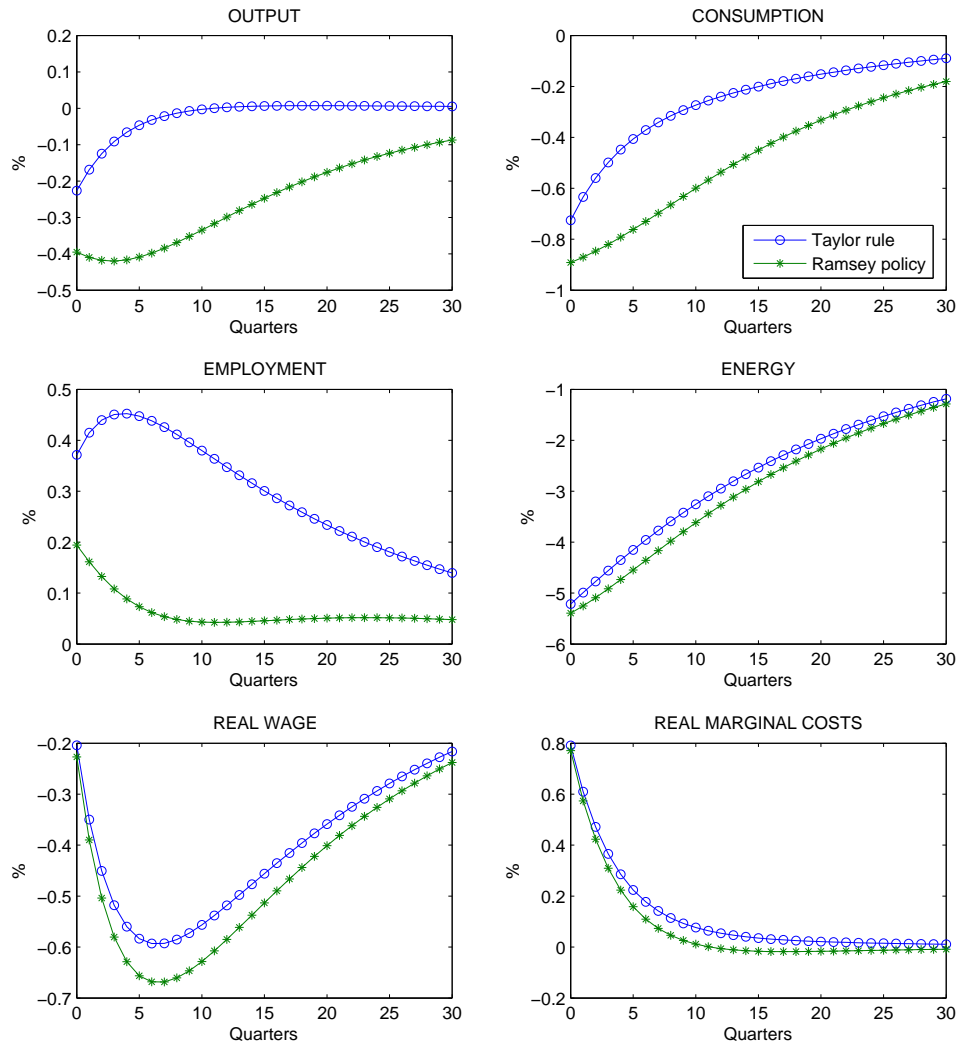 OUTPUT
0.2
0.1
0
−0.1
−0.2
−0.3
−0.4
−0.5
%
0 5 10 15 20 25 30
Quarters
CONSUMPTION
0
−0.2
−0.4
−0.6
−0.8
−1
%
Taylor rule
Ramsey policy
0 5 10 15 20 25 30
Quarters
EMPLOYMENT
0.5
0.4
0.3
0.2
0.1
0
%
0 5 10 15 20 25 30
Quarters
ENERGY
−1
−2
−3
−4
−5
−6
%
0 5 10 15 20 25 30
Quarters
REAL WAGE
−0.2
−0.3
−0.4
−0.5
−0.6
−0.7
%
0 5 10 15 20 25 30
Quarters
REAL MARGINAL COSTS
0.8
0.6
0.4
0.2
0
−0.2
%
0 5 10 15 20 25 30
Quarters